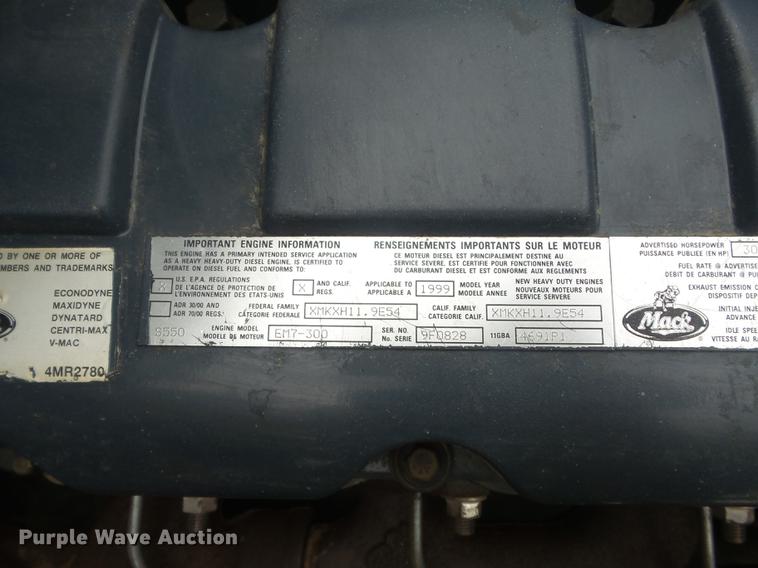 D BY ONE OR MORE OF
MBERS AND TRADEMARKS
ECONODYNE
MAXIDYNE
DYNATARD
CENTRI-MAX
V-MAC
4MR2780
IMPORTANT ENGINE INFORMATION
THIS ENGINE HAS A PRIMARY INTENDED SERVICE APPLICATION
AS A HEAVY HEAVY-DUTY DIESEL ENGINE. IS CERTIFIED TO
OPERATE ON DIESEL FUEL AND CONFORMS TO:
RENSEIGNEMENTS IMPORTANTS SUR LE MOTEUR
CE MOTEUR DIESEL EST PRINCIPALEMENT DESTINE AU
SERVICE SEVERE. EST CERTIFIE POUR FONCTIONNER AVEC
DU CARBURANT DIESEL ET CONFORME AUX REGLEMENTS
X U.S. E.P.A. REGULATIONS
DE L'AGENCE DE PROTECTION DE
L'ENVIRONNEMENT DES ETATS-UNIS
X AND CALIF.
REGS.
APPLICABLE TO
APPLICABLE A
1999
MODEL YEAR
MODELE ANNEE
NEW HEAVY DUTY ENGINES
NOUVEAUX MOTEURS POUR
SERVICE SERVERE
ADR 30/00 AND
ADR 70/00 REGS.
FEDERAL FAMILY
CATEGORIE FEDERALE
XMKXH11.9E54
CALIF. FAMILY
CATEGORIE CALIF.
XMKXH11.9E54
8550
ENGINE MODEL
MODELE DE MOTEUR
EM7-300
SER. NO.
No. SERIE
9F0828
11GBA
4691P1
Mack
ADVERTISED HORSEPOWER
PUISSANCE PUBLIEE (EN HP)
30
FUEL RATE @ ADVERTISE
DEBIT DE CARBURANT @ PU
EXHAUST EMISSION C
DISPOSITIF DEP
INITIAL INJE
ADVANCE
IDLE SPEE
VITESSE AU RA
Purple Wave Auction